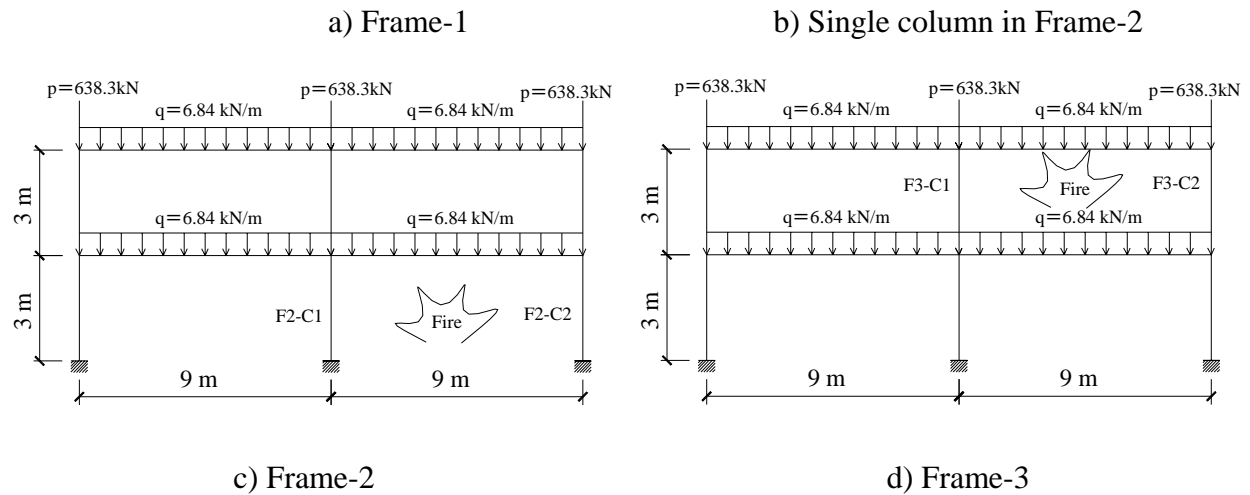 a) Frame-1
b) Single column in Frame-2
p=638.3kN
p=638.3kN
p=638.3kN
q=6.84 kN/m
q=6.84 kN/m
3 m
q=6.84 kN/m
q=6.84 kN/m
3 m
F2-C1
Fire
F2-C2
9 m
9 m
p=638.3kN
p=638.3kN
p=638.3kN
q=6.84 kN/m
q=6.84 kN/m
3 m
F3-C1
Fire
F3-C2
q=6.84 kN/m
q=6.84 kN/m
3 m
9 m
9 m
c) Frame-2
d) Frame-3